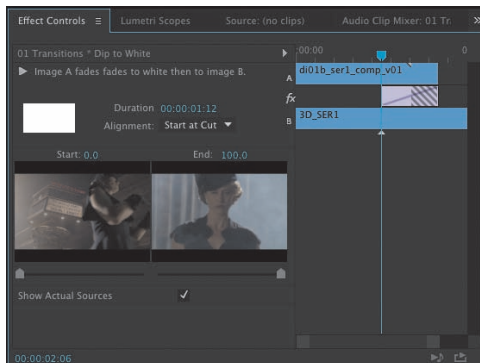 Effect Controls
Lumetri Scopes
Source: (no clips)
Audio Clip Mixer: 01 Tr
01 Transitions * Dip to White
:00:00
0
Image A fades fades to white then to image B.
A
di01b_ser1_comp_v01
fx
Duration 00:00:01:12
B
3D_SER1
Alignment: Start at Cut
Start: 0.0
End: 100.0
Show Actual Sources
00:00:02:06